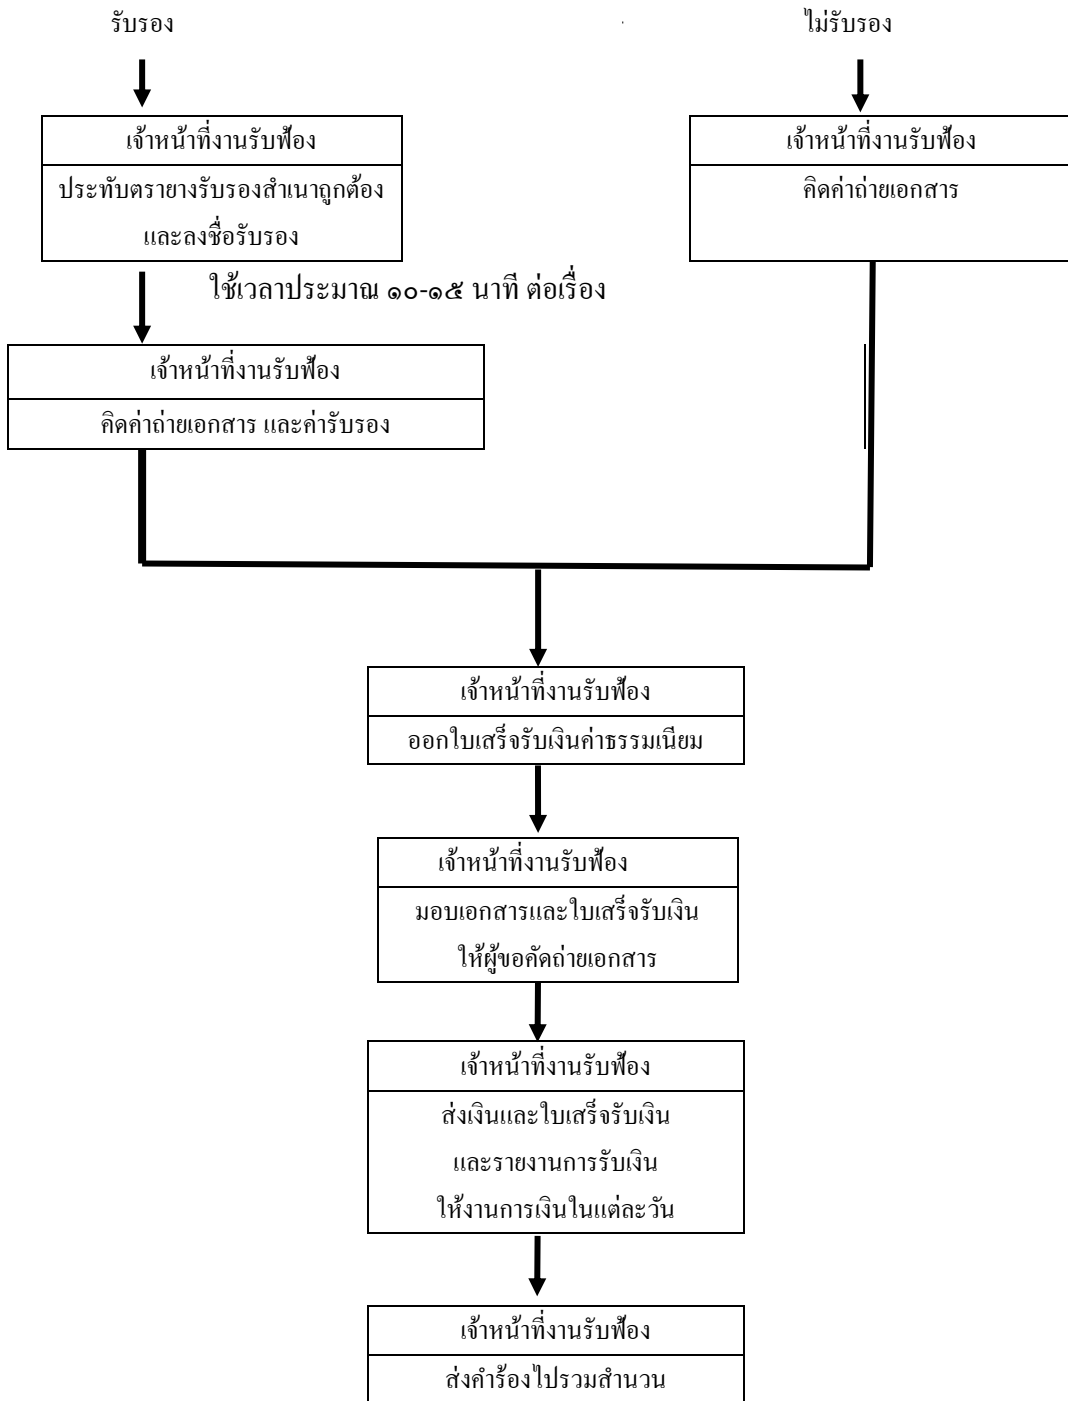 รับรอง
ไม่รับรอง
เจ้าหน้าที่งานรับฟ้อง
ประทับตรายางรับรองสำเนาถูกต้อง
และลงชื่อรับรอง
เจ้าหน้าที่งานรับฟ้อง
คิดค่าถ่ายเอกสาร
ใช้เวลาประมาณ ๑๐-๑๕ นาที ต่อเรื่อง
เจ้าหน้าที่งานรับฟ้อง
คิดค่าถ่ายเอกสาร และค่ารับรอง
เจ้าหน้าที่งานรับฟ้อง
ออกใบเสร็จรับเงินค่าธรรมเนียม
เจ้าหน้าที่งานรับฟ้อง
มอบเอกสารและใบเสร็จรับเงิน
ให้ผู้ขอคัดถ่ายเอกสาร
เจ้าหน้าที่งานรับฟ้อง
ส่งเงินและใบเสร็จรับเงิน
และรายงานการรับเงิน
ให้งานการเงินในแต่ละวัน
เจ้าหน้าที่งานรับฟ้อง
ส่งคำร้องไปรวมสำนวน